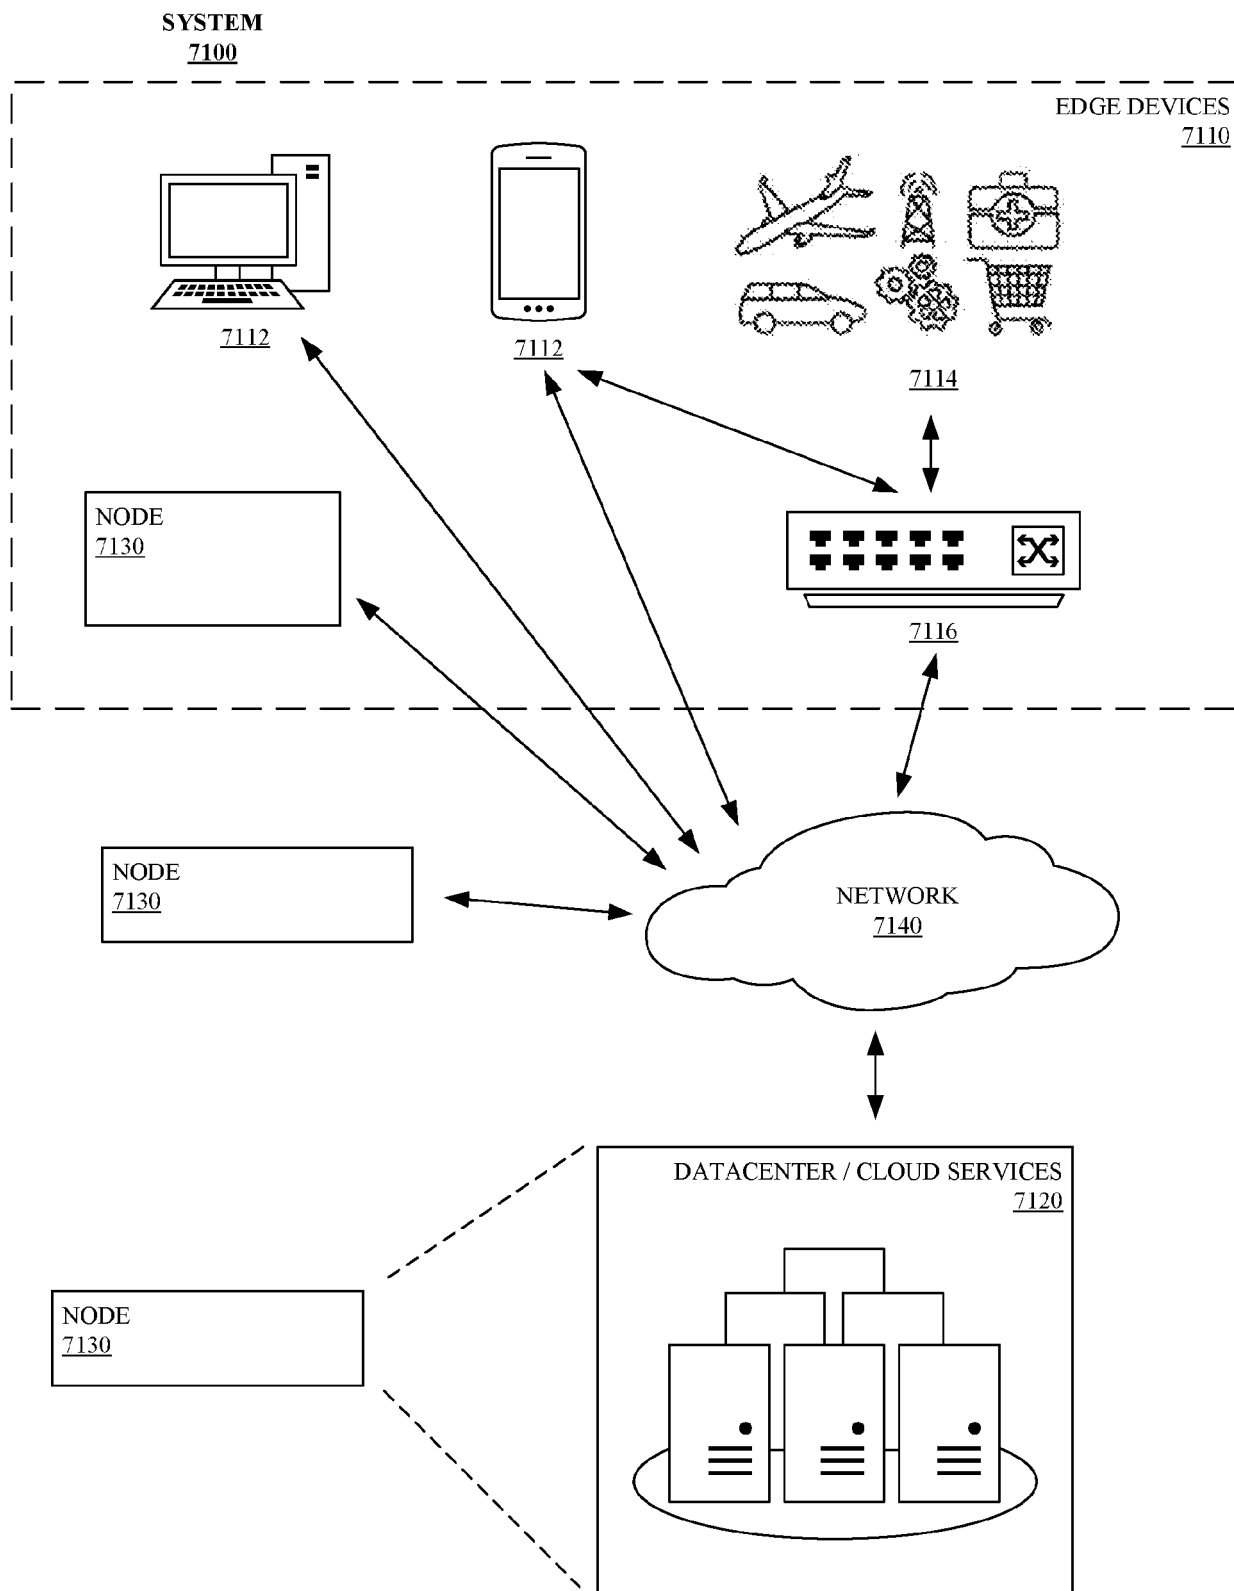 SYSTEM
7100
EDGE DEVICES
7110
7112
7112
7114
NODE
7130
7116
NODE
7130
NETWORK
7140
DATACENTER / CLOUD SERVICES
7120
NODE
7130